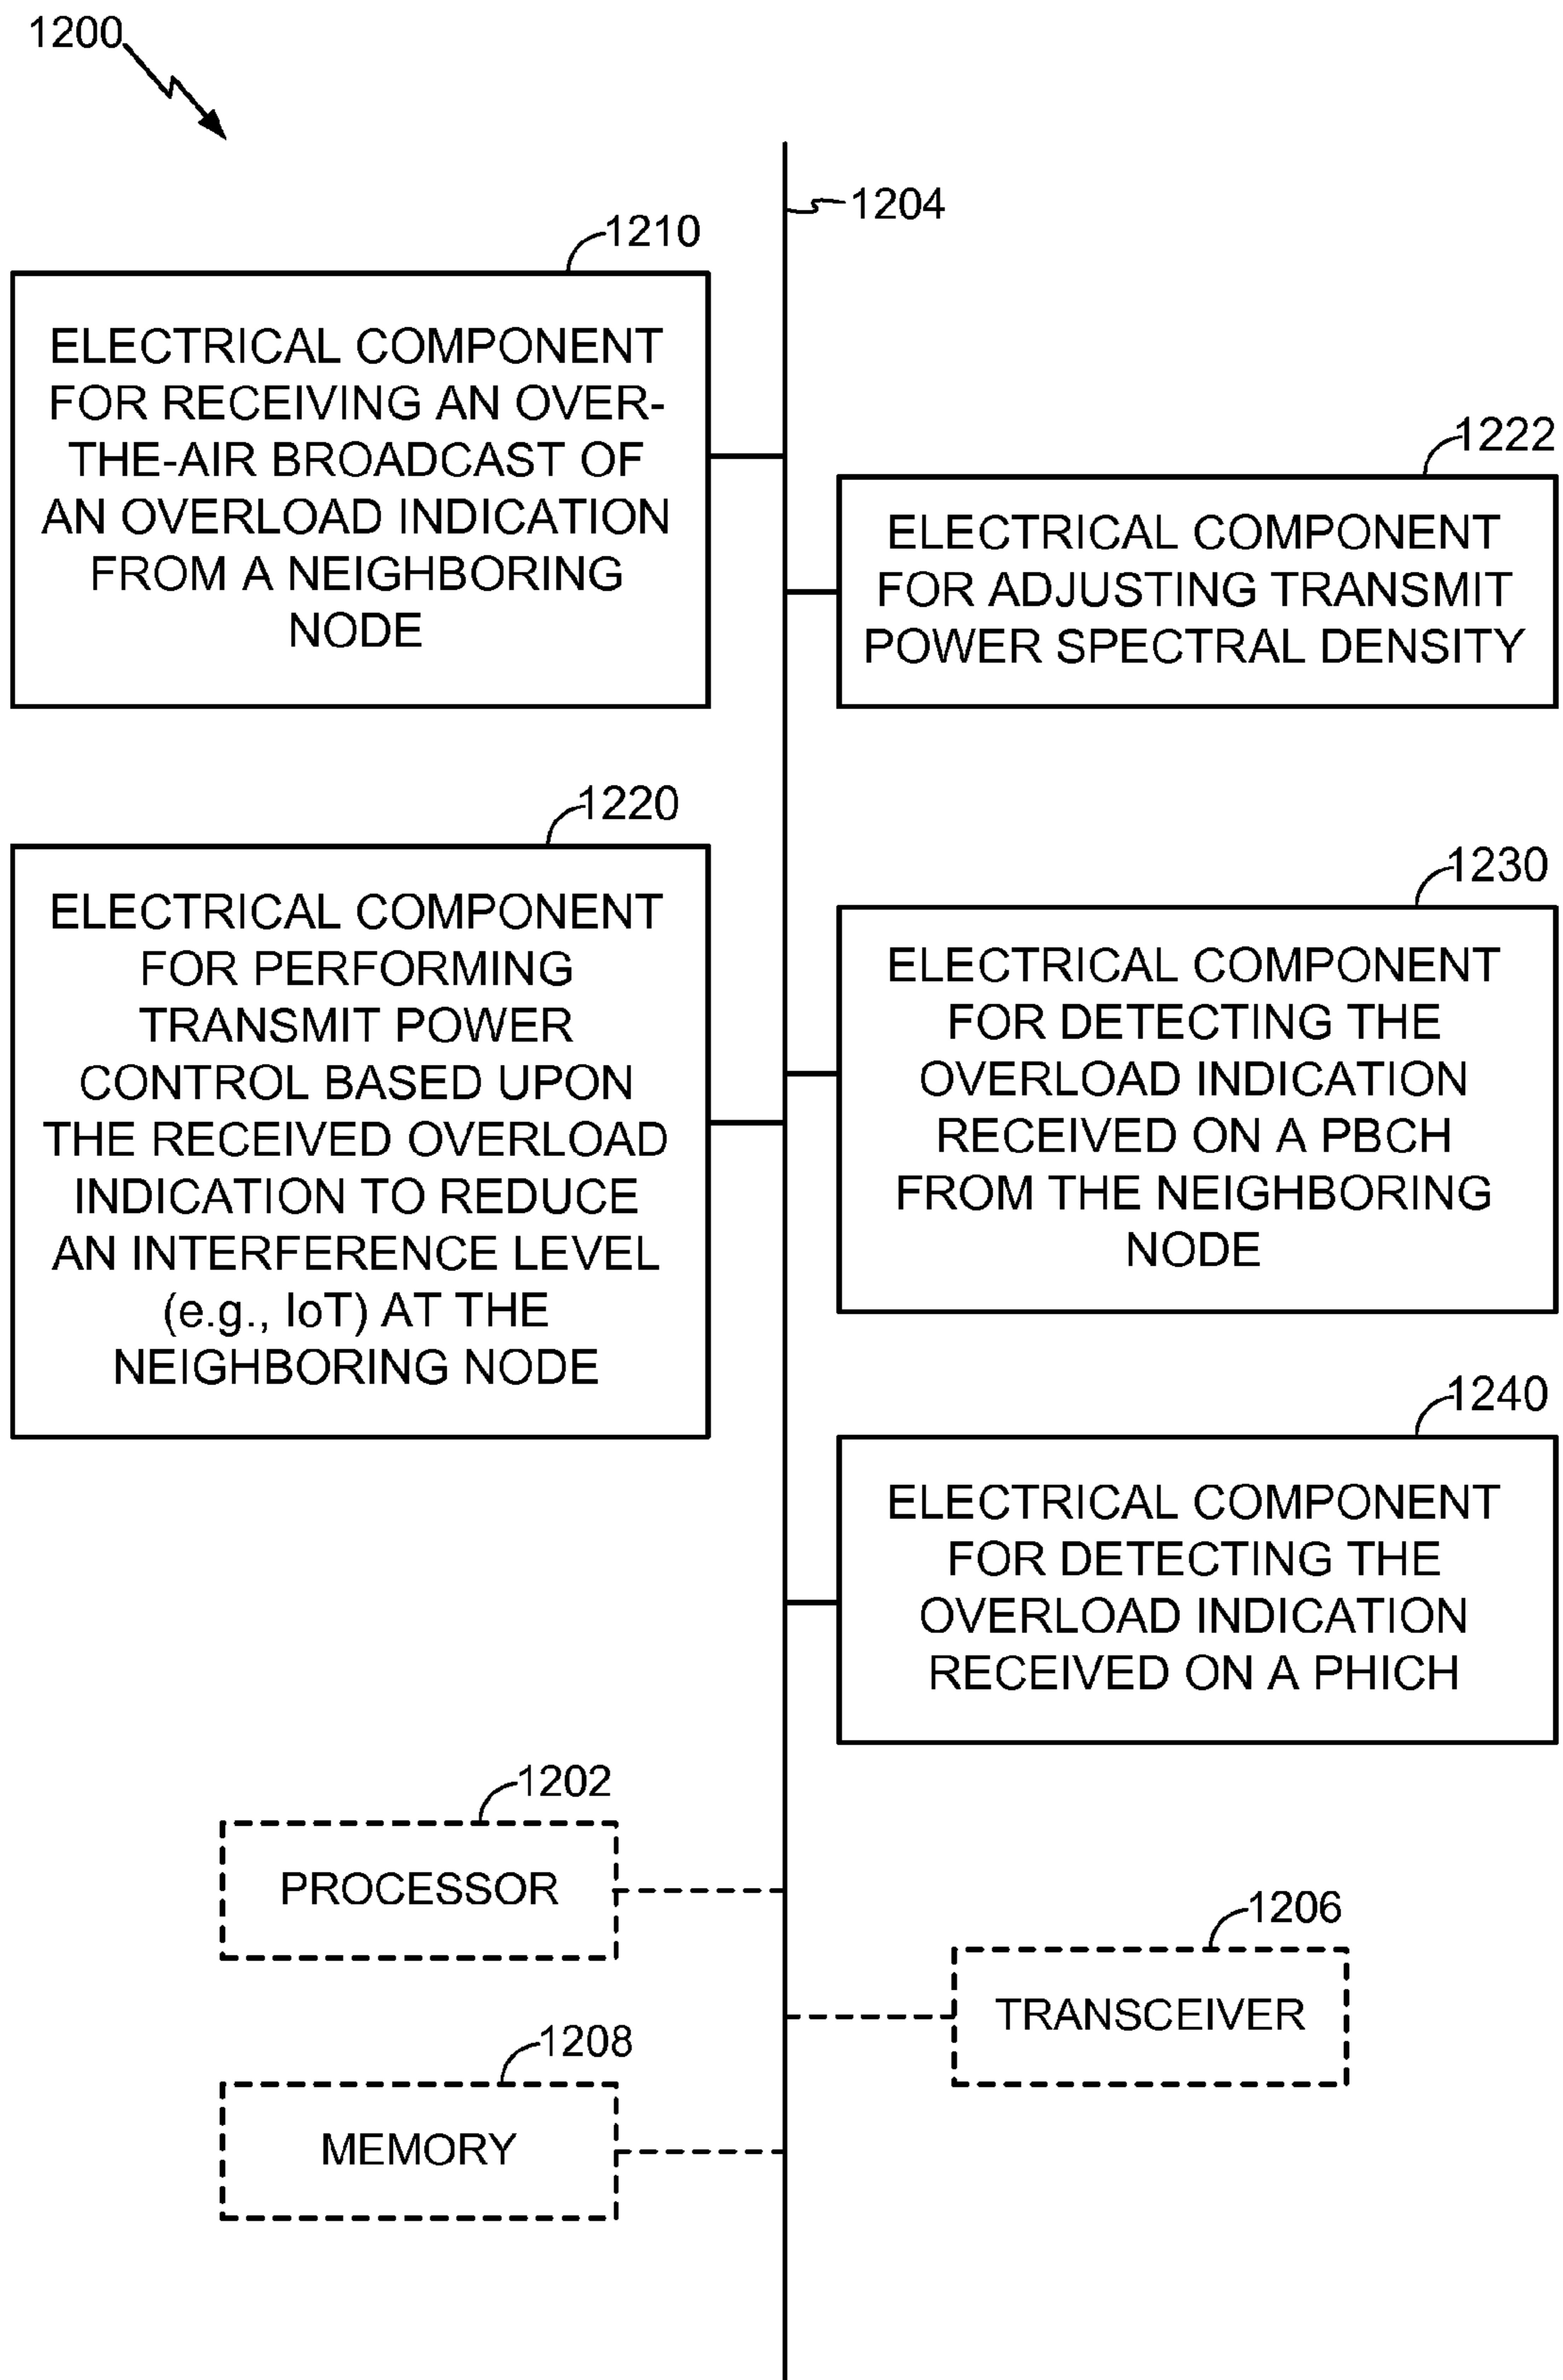 1200
1204
1210
ELECTRICAL COMPONENT
FOR RECEIVING AN OVER-
THE-AIR BROADCAST OF
AN OVERLOAD INDICATION
FROM A NEIGHBORING
NODE
1222
ELECTRICAL COMPONENT
FOR ADJUSTING TRANSMIT
POWER SPECTRAL DENSITY
1220
ELECTRICAL COMPONENT
FOR PERFORMING
TRANSMIT POWER
CONTROL BASED UPON
THE RECEIVED OVERLOAD
INDICATION TO REDUCE
AN INTERFERENCE LEVEL
(e.g., IoT) AT THE
NEIGHBORING NODE
1230
ELECTRICAL COMPONENT
FOR DETECTING THE
OVERLOAD INDICATION
RECEIVED ON A PBCH
FROM THE NEIGHBORING
NODE
1240
ELECTRICAL COMPONENT
FOR DETECTING THE
OVERLOAD INDICATION
RECEIVED ON A PHICH
1202
PROCESSOR
1206
TRANSCEIVER
1208
MEMORY